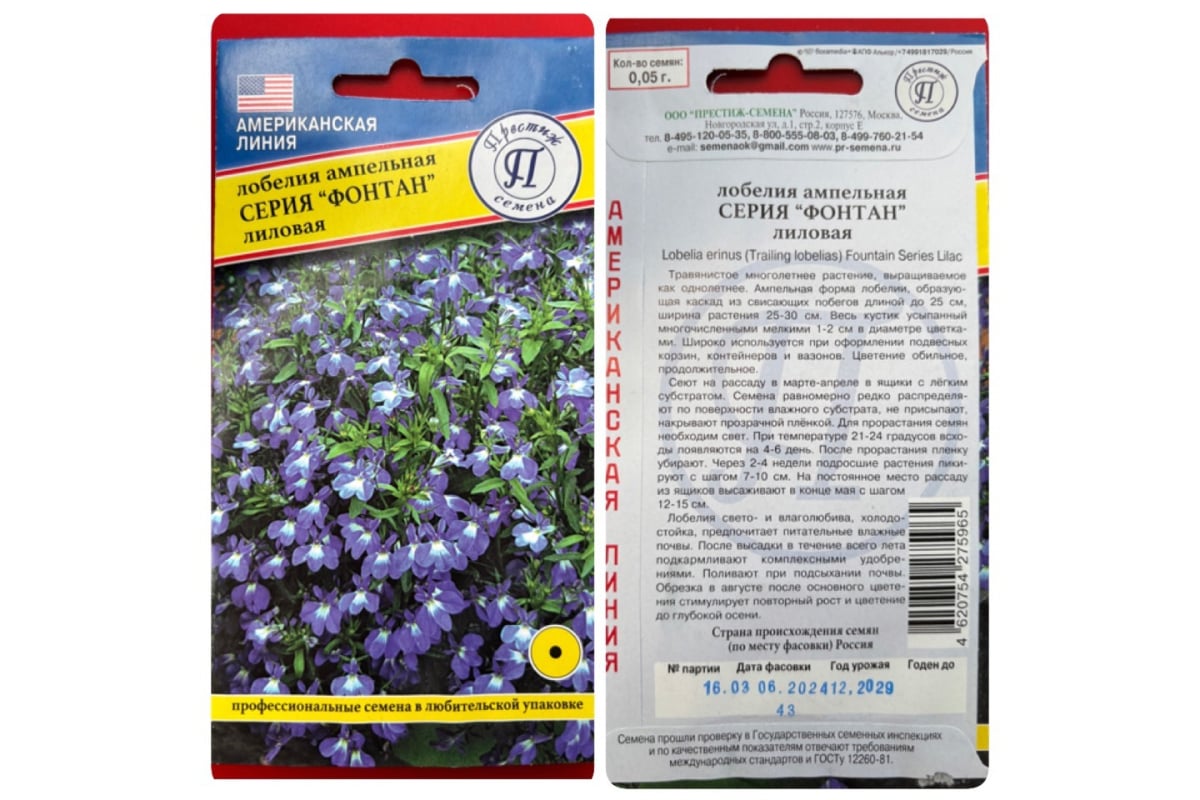 АМЕРИКАНСКАЯ
ЛИНИЯ
Престиж
П
семена
лобелия ампельная
СЕРИЯ “ФОНТАН”
лиловая
профессиональные семена в любительской упаковке
Кол-во семян:
0,05 г.
Престиж
П
семена
ООО "ПРЕСТИЖ-СЕМЕНА" Россия, 127576, Москва,
Новгородская ул, д.1, стр.2, корпус Е
тел. 8-495-120-05-35, 8-800-555-08-03, 8-499-760-21-54
e-mail: semenaok@gmail.com www.pr-semena.ru
АМЕРИКАНСКАЯ ЛИНИЯ
лобелия ампельная
СЕРИЯ “ФОНТАН”
лиловая
Lobelia erinus (Trailing lobelias) Fountain Series Lilac
Травянистое многолетнее растение, выращиваемое
как однолетнее. Ампельная форма лобелии, образую-
щая каскад из свисающих побегов длиной до 25 см,
ширина растения 25-30 см. Весь кустик усыпанный
многочисленными мелкими 1-2 см в диаметре цветка-
ми. Широко используется при оформлении подвесных
корзин, контейнеров и вазонов. Цветение обильное,
продолжительное.
Сеют на рассаду в марте-апреле в ящики с лёгким
субстратом. Семена равномерно редко распределя-
ют по поверхности влажного субстрата, не присыпают,
накрывают прозрачной плёнкой. Для прорастания семян
необходим свет. При температуре 21-24 градусов всхо-
ды появляются на 4-6 день. После прорастания пленку
убирают. Через 2-4 недели подросшие растения пики-
руют с шагом 7-10 см. На постоянное место рассаду
из ящиков высаживают в конце мая с шагом
12-15 см.
Лобелия свето- и влаголюбива, холодо-
стойка, предпочитает питательные влажные
почвы. После высадки в течение всего лета
подкармливают комплексными удобре-
ниями. Поливают при подсыхании почвы.
Обрезка в августе после основного цвете-
ния стимулирует повторный рост и цветение
до глубокой осени.
4 620754 275965
Страна происхождения семян
(по месту фасовки) Россия
№ партии Дата фасовки Год урожая Годен до
16.03 06.202412.2029
43
Семена прошли проверку в Государственных семенных инспекциях
и по качественным показателям отвечают требованиям
международных стандартов и ГОСТу 12260-81.